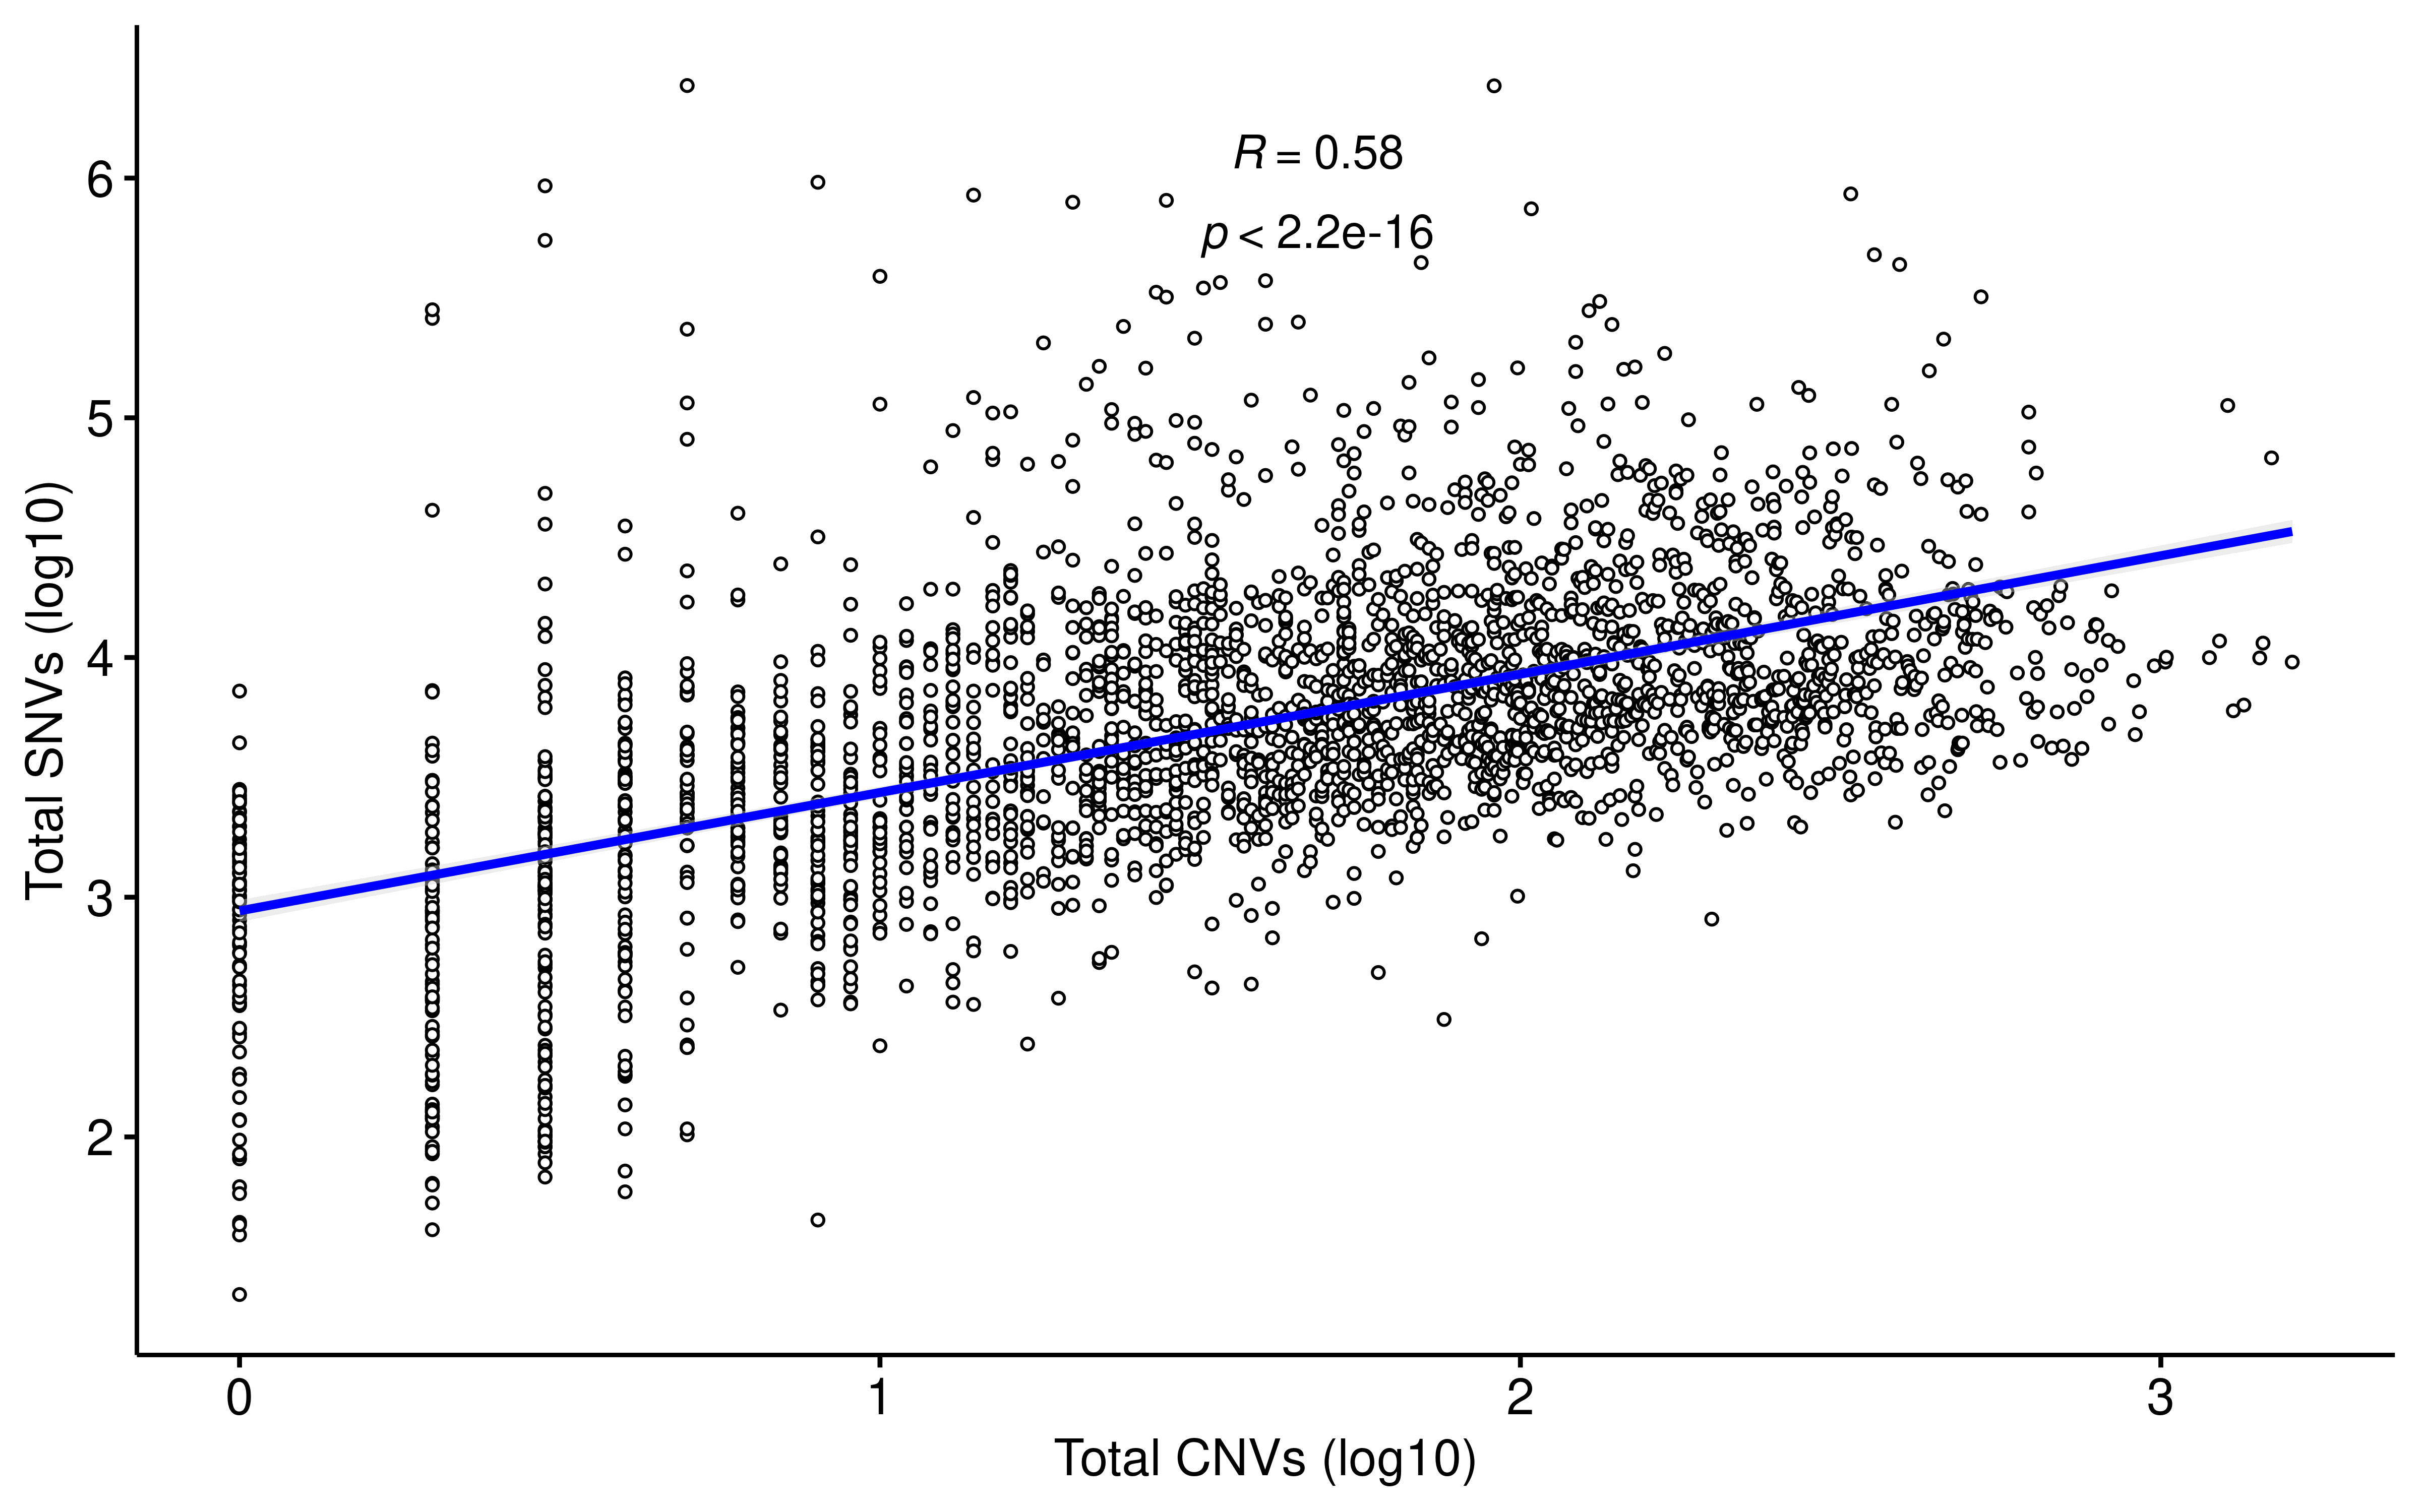 R = 0.58
p < 2.2e-16
6
5
4
3
2
Total SNVs (log10)
0 1 2 3
Total CNVs (log10)